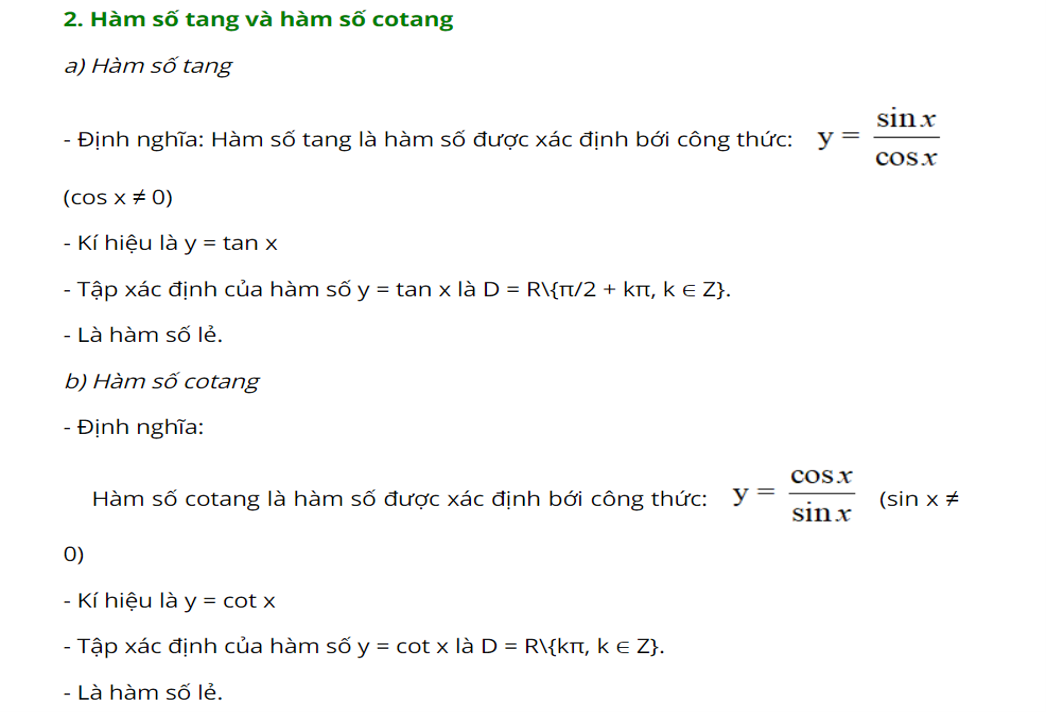 2. Hàm số tang và hàm số cotang
a) Hàm số tang
- Định nghĩa: Hàm số tang là hàm số được xác định bới công thức: y = sin x / cos x
(cos x ≠ 0)
- Kí hiệu là y = tan x
- Tập xác định của hàm số y = tan x là D = R\{π/2 + kπ, k ∈ Z}.
- Là hàm số lẻ.
b) Hàm số cotang
- Định nghĩa:
Hàm số cotang là hàm số được xác định bới công thức: y = cos x / sin x (sin x ≠
0)
- Kí hiệu là y = cot x
- Tập xác định của hàm số y = cot x là D = R\{kπ, k ∈ Z}.
- Là hàm số lẻ.